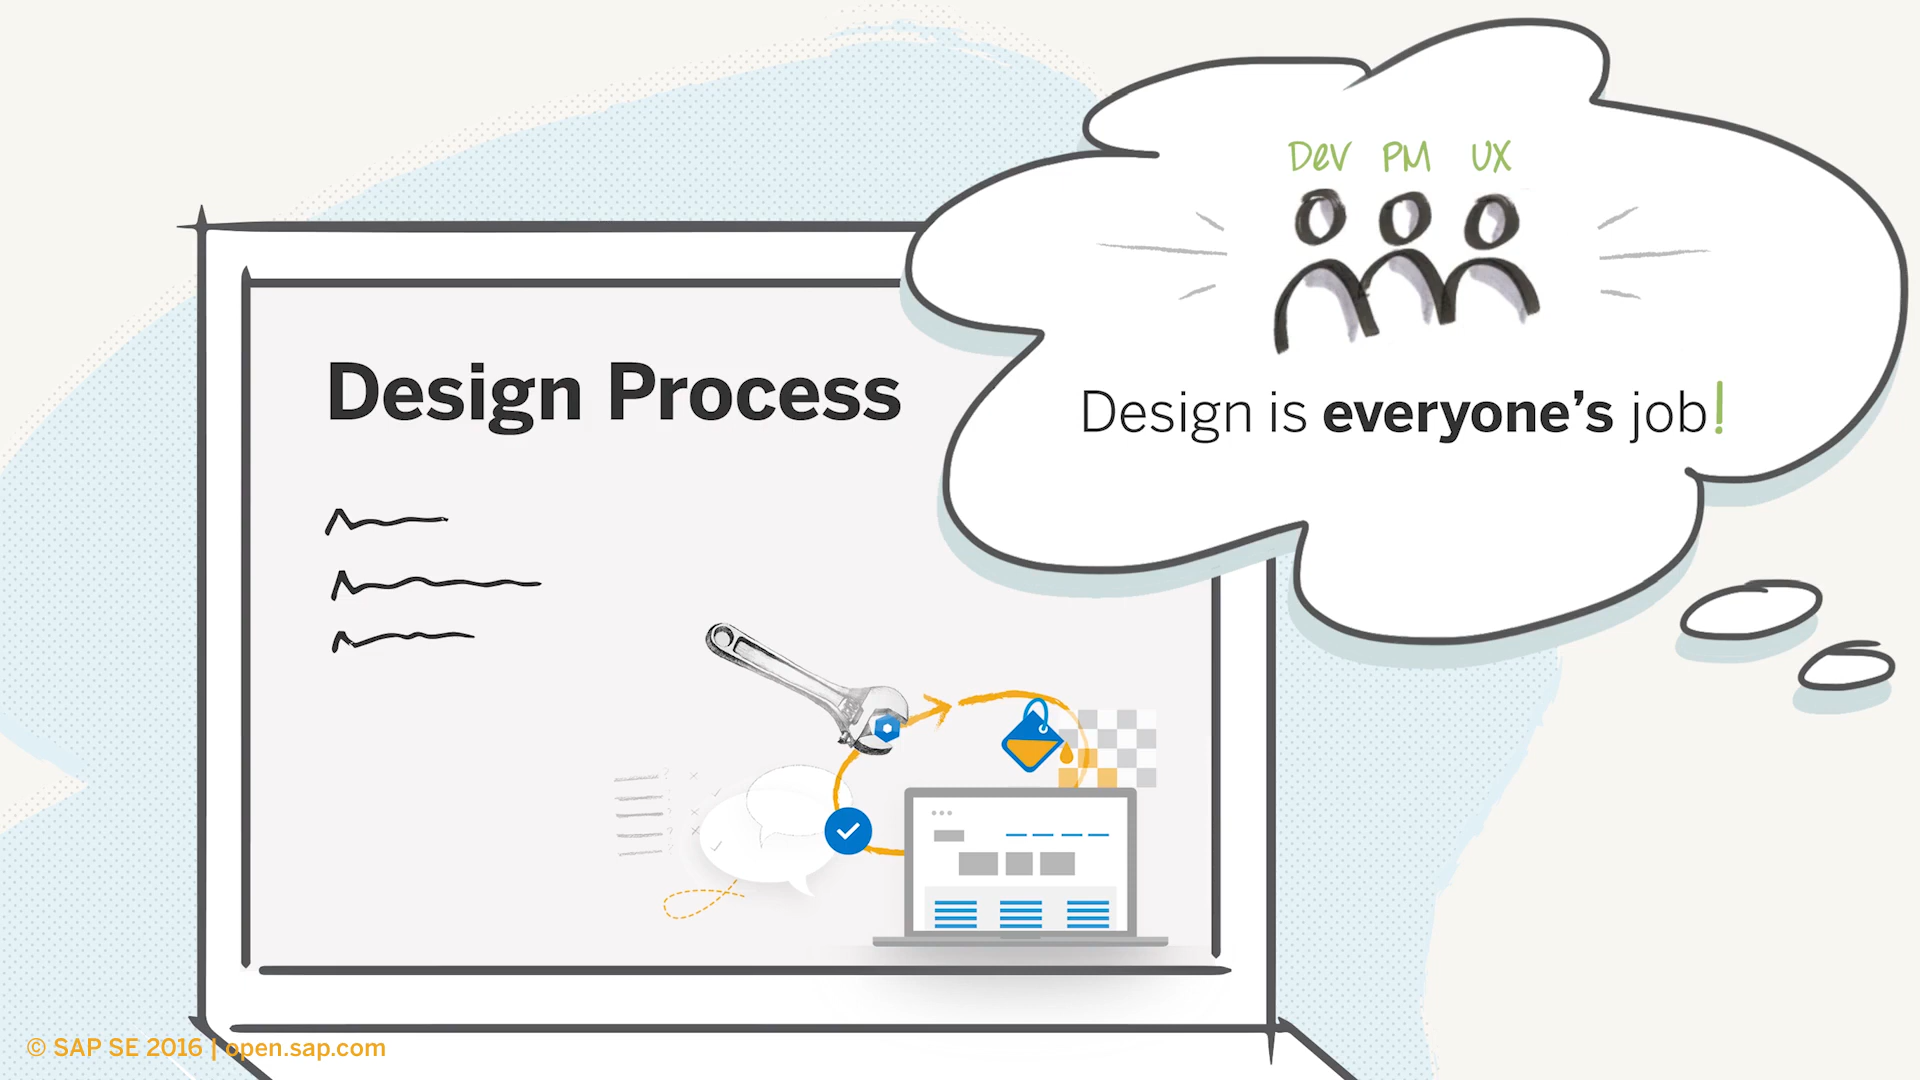 Dev PM UX
Design is everyone's job!
Design Process
© SAP SE 2016 | open.sap.com